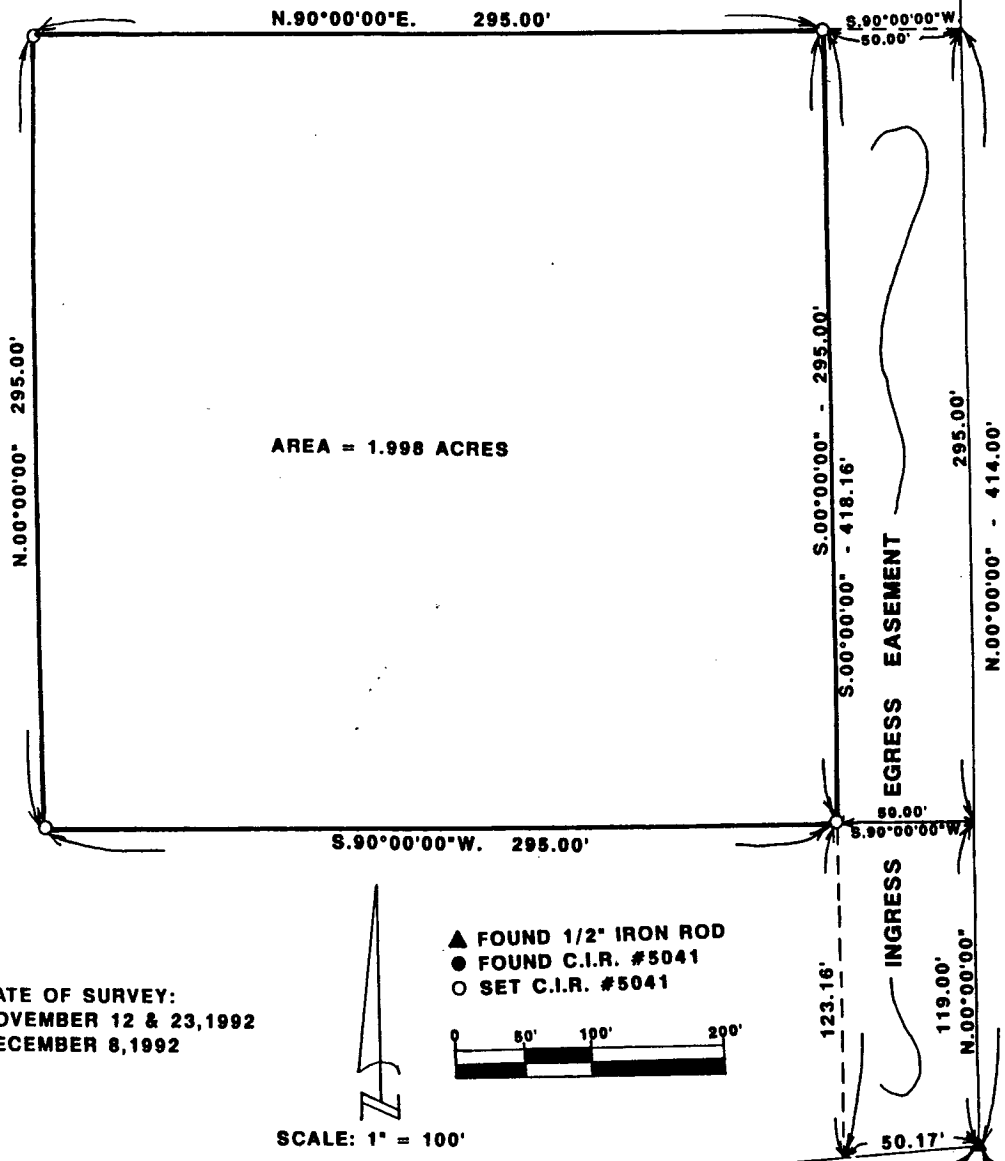 N.90°00'00"E. 295.00'
S.90°00'00"W
50.00'
N.00°00'00" 295.00'
S.00°00'00" - 295.00'
S.00°00'00" - 418.16'
295.00'
N.00°00'00" - 414.00'
AREA = 1.998 ACRES
INGRESS EGRESS EASEMENT
S.90°00'00"W. 295.00'
50.00'
S.90°00'00"W.
123.16'
119.00'
N.00°00'00"
▲ FOUND 1/2" IRON ROD
● FOUND C.I.R. #5041
○ SET C.I.R. #5041
ATE OF SURVEY:
OVEMBER 12 & 23,1992
ECEMBER 8,1992
0 50' 100' 200'
N
SCALE: 1" = 100'
50.17'